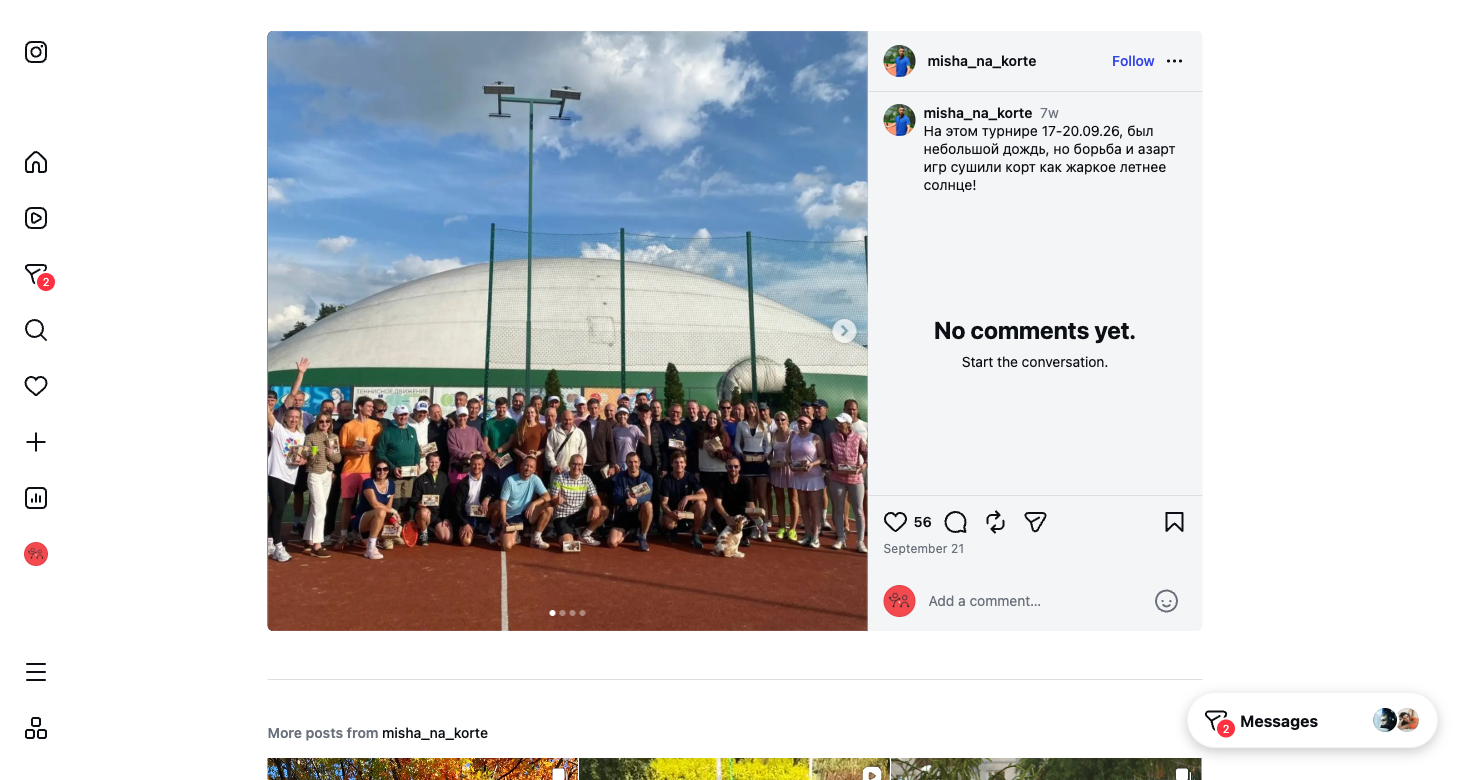 misha_na_korte
Follow
misha_na_korte 7w
На этом турнире 17-20.09.26, был
небольшой дождь, но борьба и азарт
игр сушили корт как жаркое летнее
солнце!
ТЕННИСНОЕ ДВИЖЕНИЕ
No comments yet.
Start the conversation.
2
56
September 21
Add a comment...
More posts from misha_na_korte
2
Messages